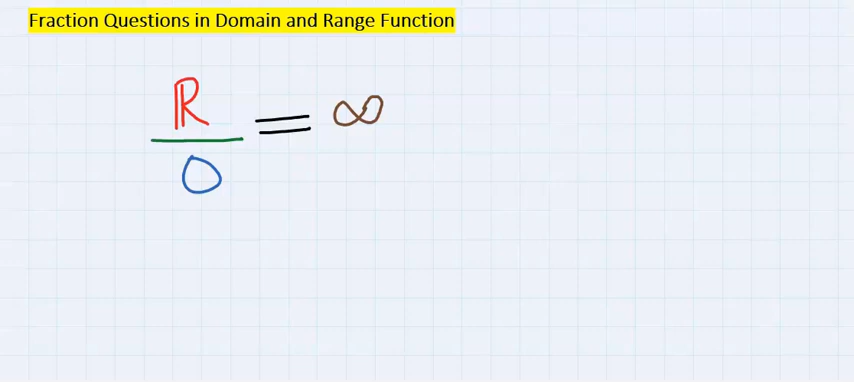 Fraction Questions in Domain and Range Function
ℝ/0 = ∞